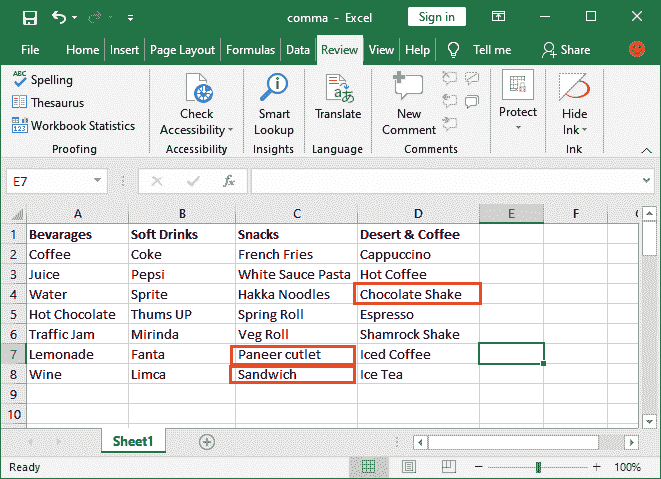 comma - Excel Sign in
File Home Insert Page Layout Formulas Data Review View Help Tell me Share
ABC Spelling
Thesaurus
Workbook Statistics
Proofing
Check Accessibility
Accessibility
Smart Lookup
Insights
Translate
Language
New Comment
Comments
Protect
Hide Ink
Ink
E7 fx
A B C D E F
1 Bevarages Soft Drinks Snacks Desert & Coffee
2 Coffee Coke French Fries Cappuccino
3 Juice Pepsi White Sauce Pasta Hot Coffee
4 Water Sprite Hakka Noodles Chocolate Shake
5 Hot Chocolate Thums UP Spring Roll Espresso
6 Traffic Jam Mirinda Veg Roll Shamrock Shake
7 Lemonade Fanta Paneer cutlet Iced Coffee
8 Wine Limca Sandwich Ice Tea
9
10
Sheet1
Ready 100%